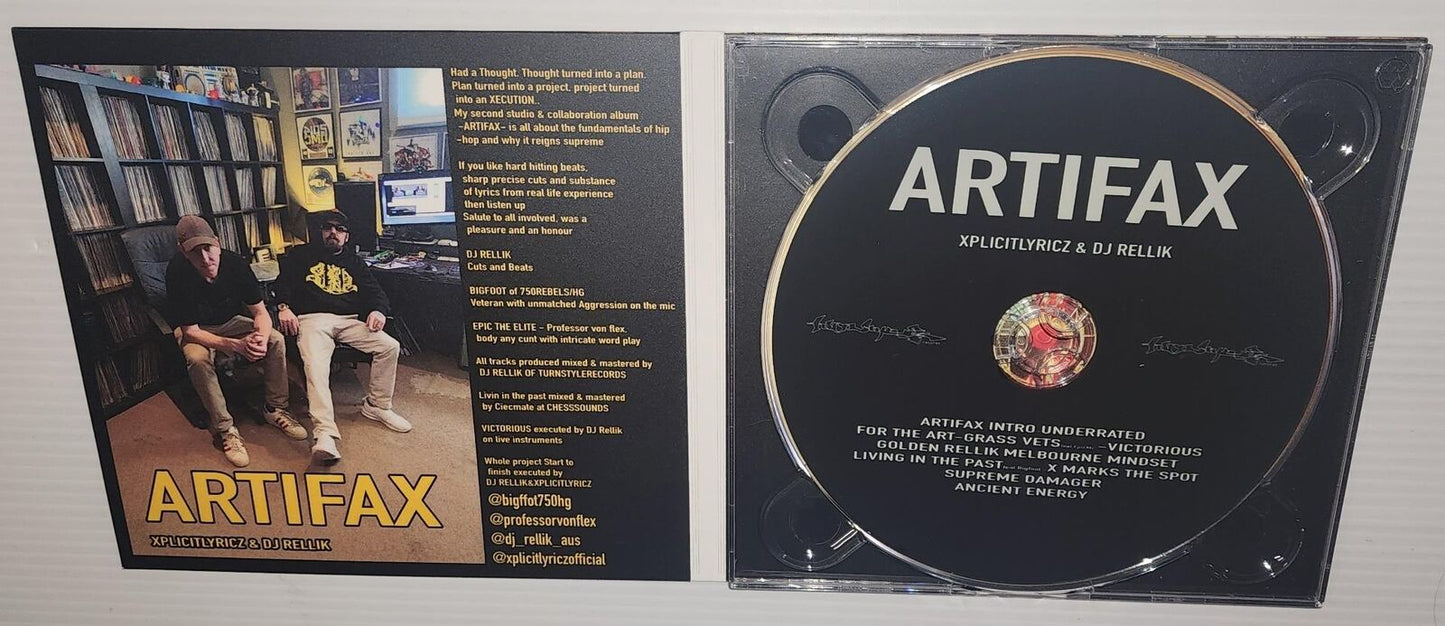 Had a Thought. Thought turned into a plan.
Plan turned into a project, project turned
into an XECUTION..
My second studio & collaboration album
-ARTIFAX- is all about the fundamentals of hip
-hop and why it reigns supreme
If you like hard hitting beats,
sharp precise cuts and substance
of lyrics from real life experience
then listen up
Salute to all involved, was a
pleasure and an honour
DJ RELLIK
Cuts and Beats
BIGFOOT of 750REBELS/HG
Veteran with unmatched Aggression on the mic
EPIC THE ELITE - Professor von flex,
body any cunt with intricate word play
All tracks produced mixed & mastered by
DJ RELLIK OF TURNSTYLERECORDS
Livin in the past mixed & mastered
by Ciecmate at CHESSSOUNDS
VICTORIOUS executed by DJ Rellik
on live instruments
Whole project Start to
finish executed by
DJ RELLIK&XPLICITLYRICZ
@bigffot750hg
@professorvonflex
@dj_rellik_aus
@xplicitlyriczofficial
ARTIFAX
XPLICITLYRICZ & DJ RELLIK
ARTIFAX
XPLICITLYRICZ & DJ RELLIK
ARTIFAX INTRO UNDERRATED
FOR THE ART-GRASS VETS -VICTORIOUS
GOLDEN RELLIK MELBOURNE MINDSET
LIVING IN THE PAST feat Bigfoot X MARKS THE SPOT
SUPREME DAMAGER
ANCIENT ENERGY